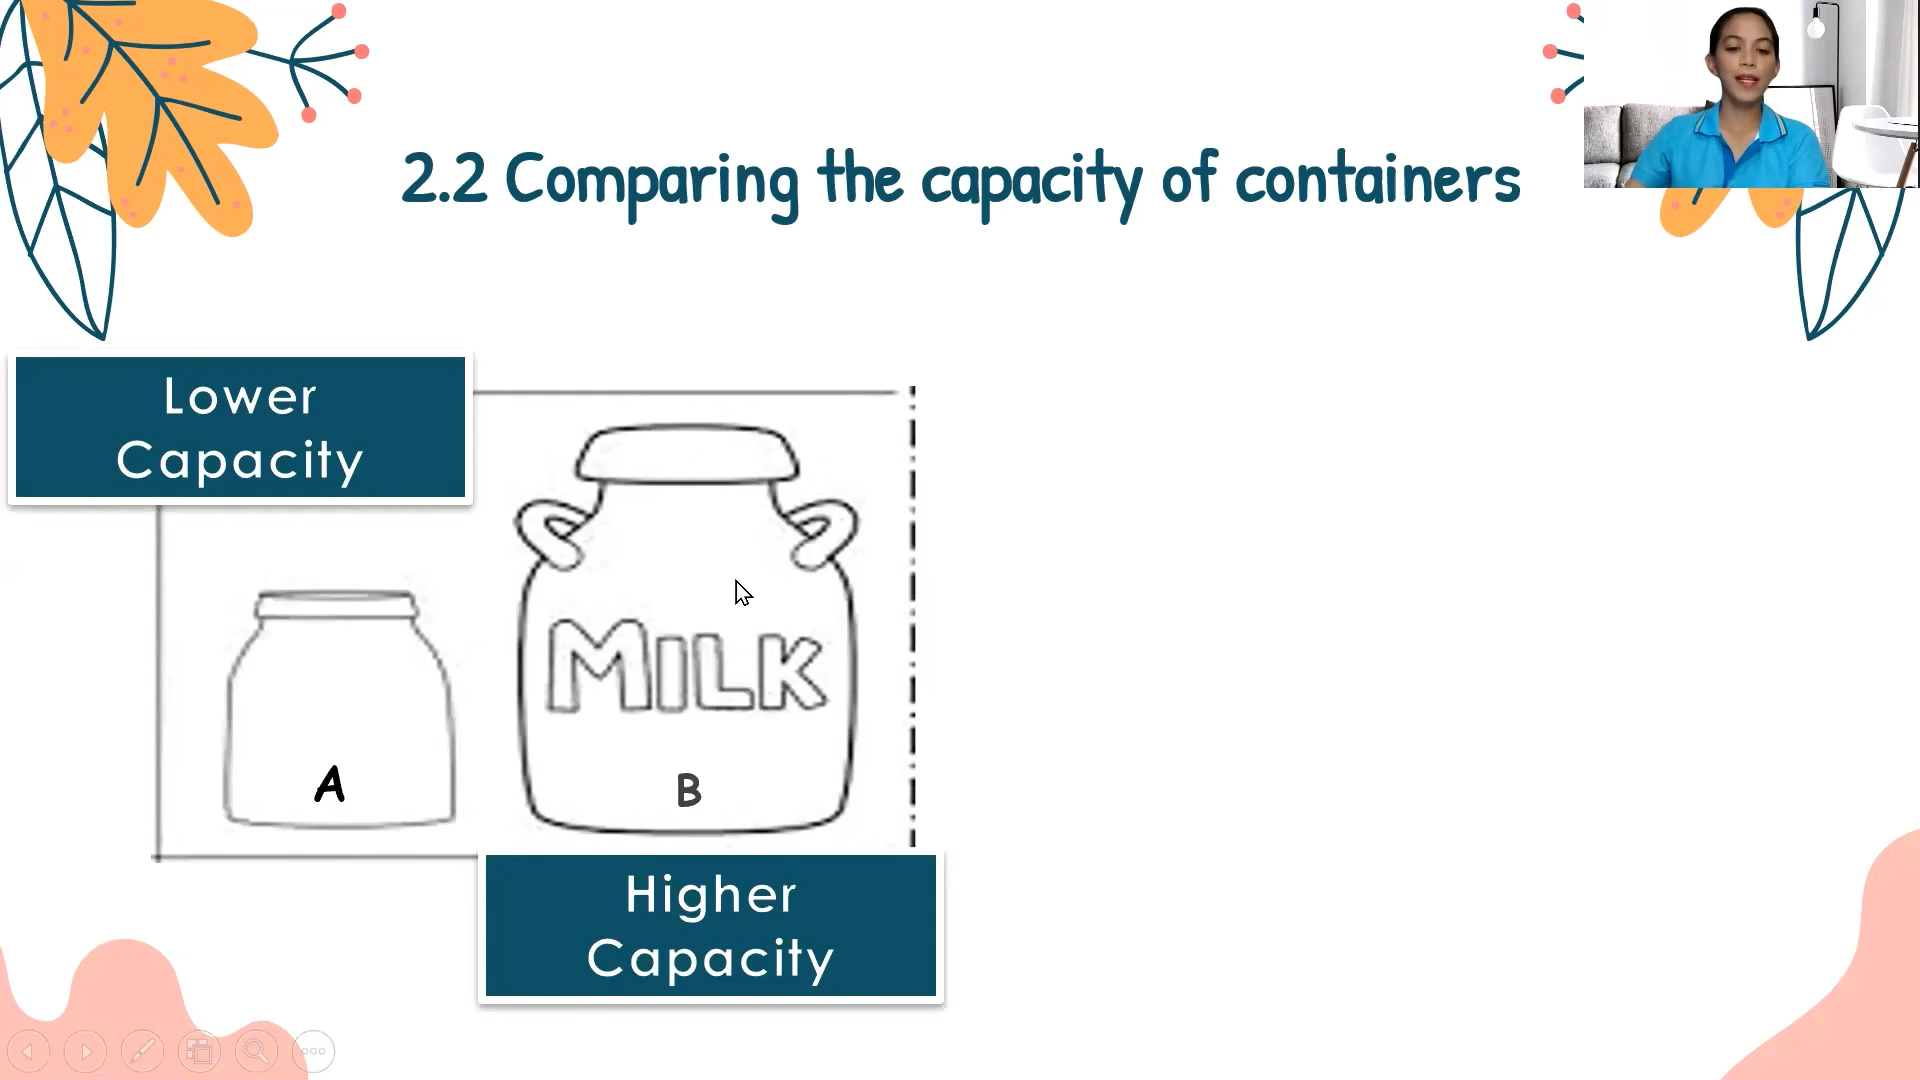 2.2 Comparing the capacity of containers
Lower
Capacity
MILK
A
B
Higher
Capacity